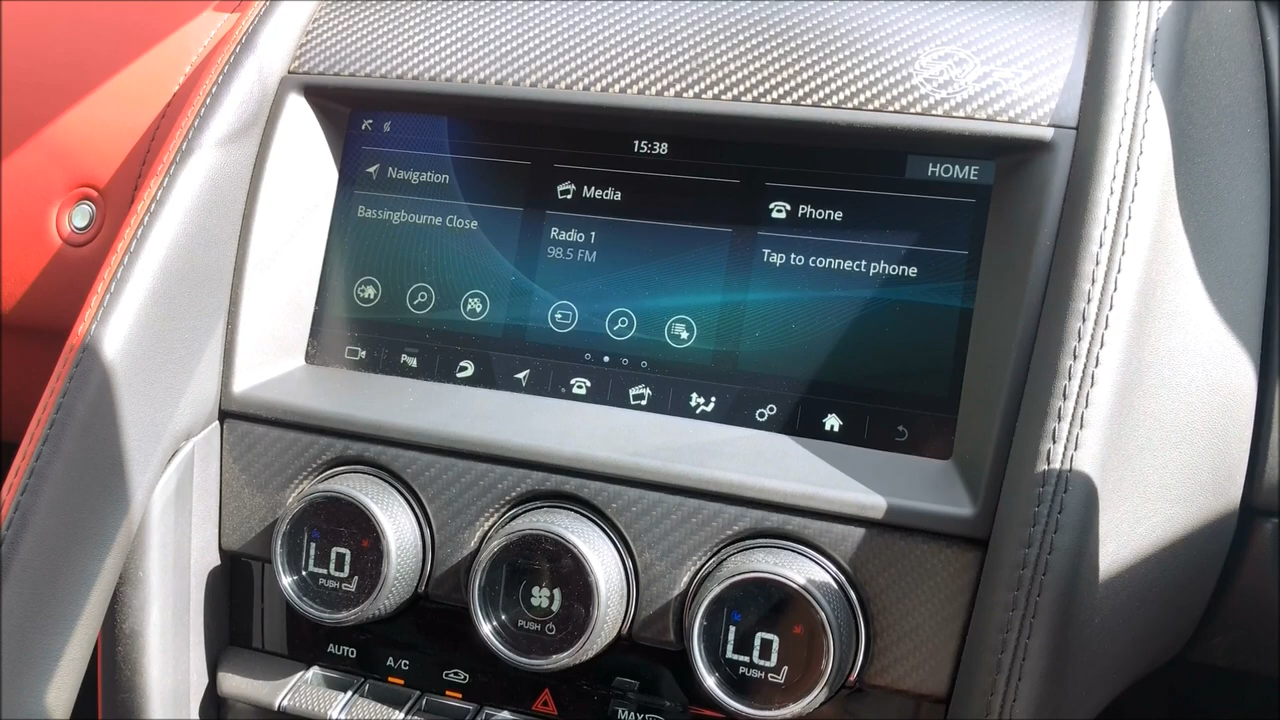 SVR
15:38
HOME
Navigation
Media
Phone
Bassingbourne Close
Radio 1
98.5 FM
Tap to connect phone
LO
PUSH
PUSH
LO
PUSH
AUTO
A/C
MAX